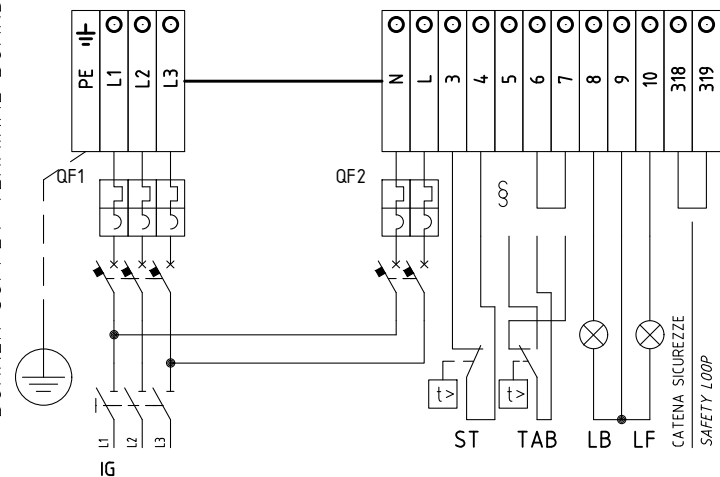 PE L1 L2 L3
N L 3 4 5 6 7 8 9 10 318 319
QF1
QF2
§
t>
t>
ST
TAB
LB
LF
CATENA SICUREZZE
SAFETY LOOP
L1 L2 L3
IG